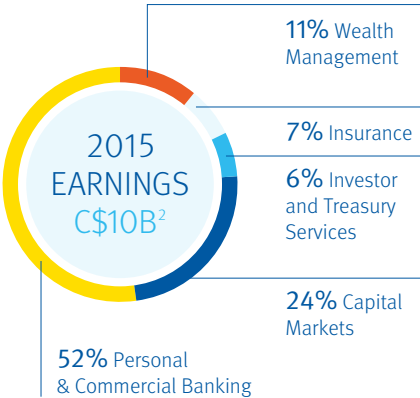 11% Wealth
Management
2015
EARNINGS
C$10B2
7% Insurance
6% Investor
and Treasury
Services
24% Capital
Markets
52% Personal
& Commercial Banking